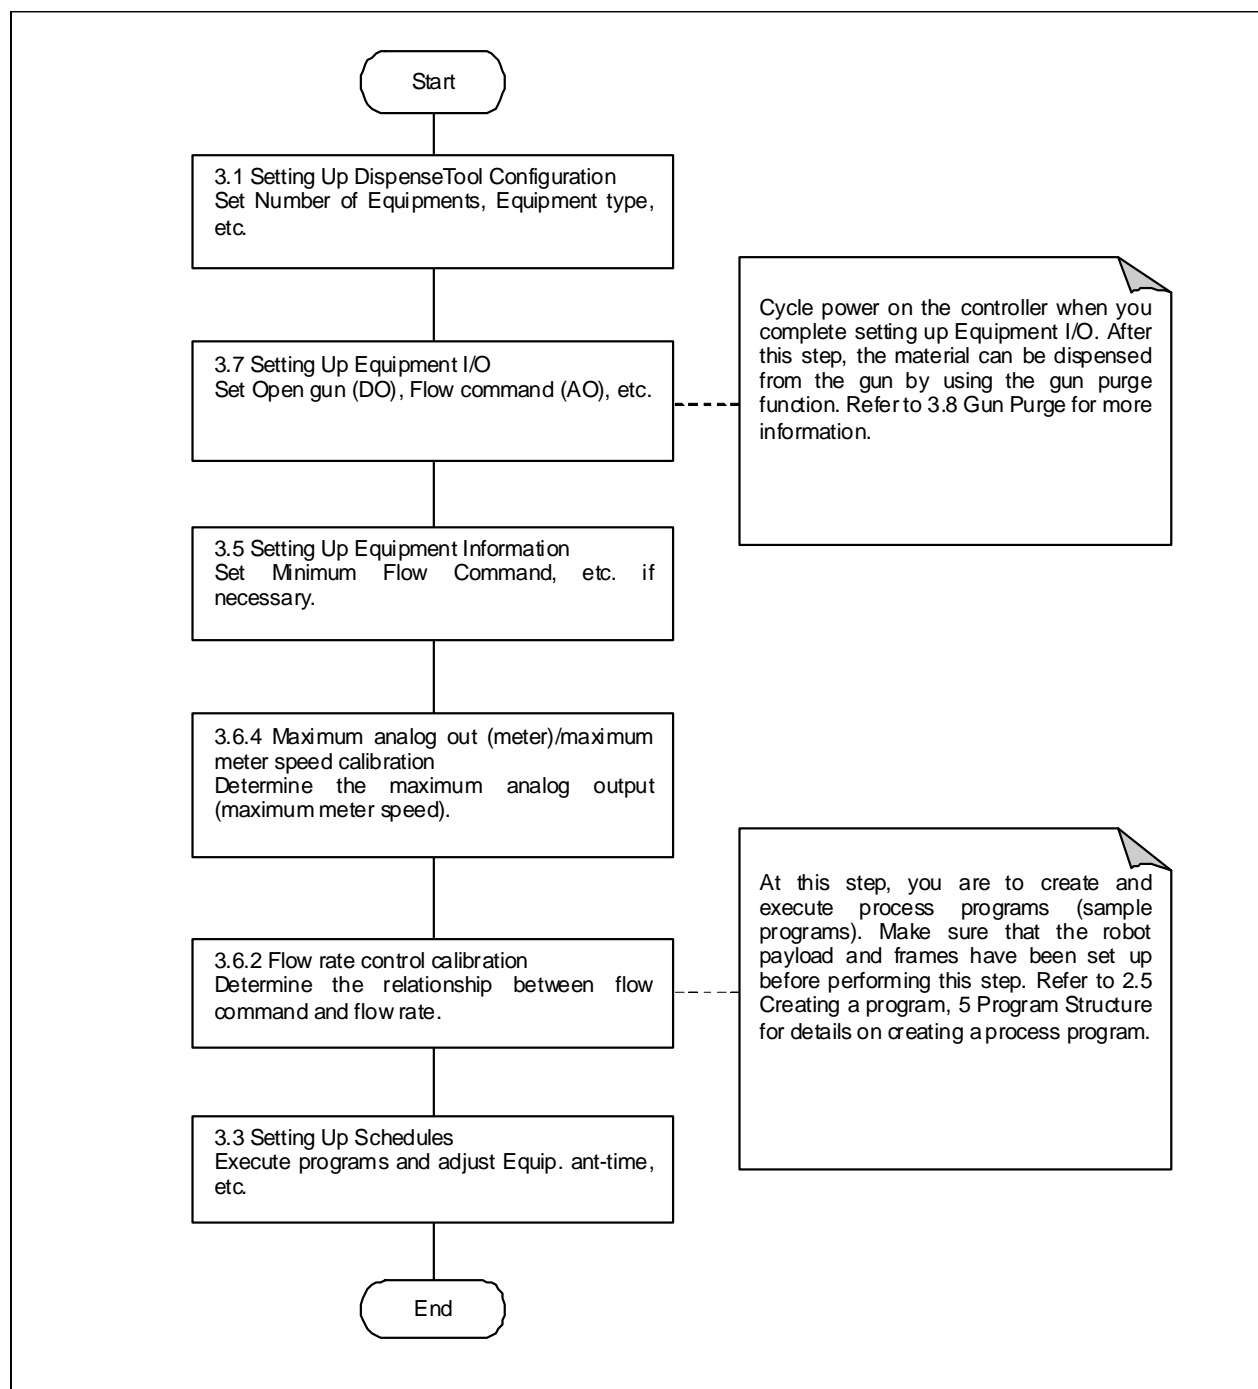 Start
3.1 Setting Up DispenseTool Configuration
Set Number of Equipments, Equipment type,
etc.
3.7 Setting Up Equipment I/O
Set Open gun (DO), Flow command (AO), etc.
Cycle power on the controller when you
complete setting up Equipment I/O. After
this step, the material can be dispensed
from the gun by using the gun purge
function. Refer to 3.8 Gun Purge for more
information.
3.5 Setting Up Equipment Information
Set Minimum Flow Command, etc. if
necessary.
3.6.4 Maximum analog out (meter)/maximum
meter speed calibration
Determine the maximum analog output
(maximum meter speed).
3.6.2 Flow rate control calibration
Determine the relationship between flow
command and flow rate.
At this step, you are to create and
execute process programs (sample
programs). Make sure that the robot
payload and frames have been set up
before performing this step. Refer to 2.5
Creating a program, 5 Program Structure
for details on creating a process program.
3.3 Setting Up Schedules
Execute programs and adjust Equip. ant-time,
etc.
End